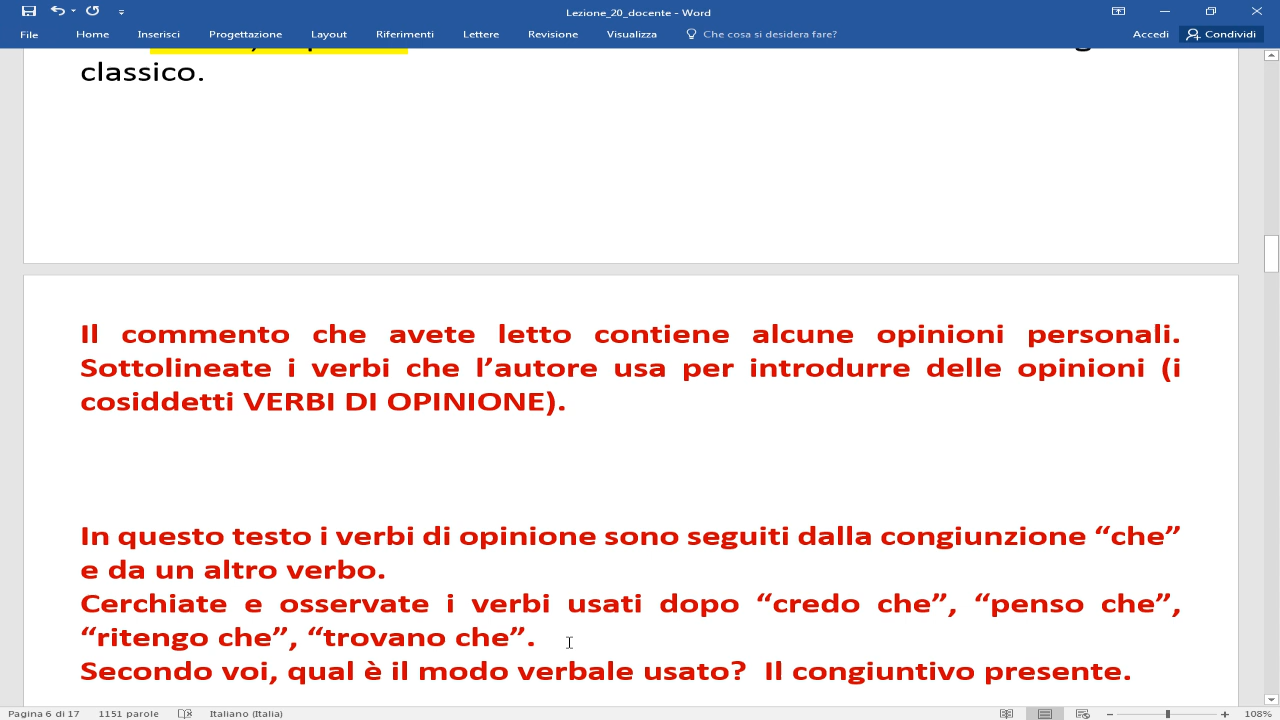 Lezione_20_docente - Word
File Home Inserisci Progettazione Layout Riferimenti Lettere Revisione Visualizza Che cosa si desidera fare? Accedi Condividi
classico.
Il commento che avete letto contiene alcune opinioni personali.
Sottolineate i verbi che l’autore usa per introdurre delle opinioni (i
cosiddetti VERBI DI OPINIONE).
In questo testo i verbi di opinione sono seguiti dalla congiunzione “che”
e da un altro verbo.
Cerchiate e osservate i verbi usati dopo “credo che”, “penso che”,
“ritengo che”, “trovano che”.
Secondo voi, qual è il modo verbale usato? Il congiuntivo presente.
Pagina 6 di 17 1151 parole Italiano (Italia) 108%